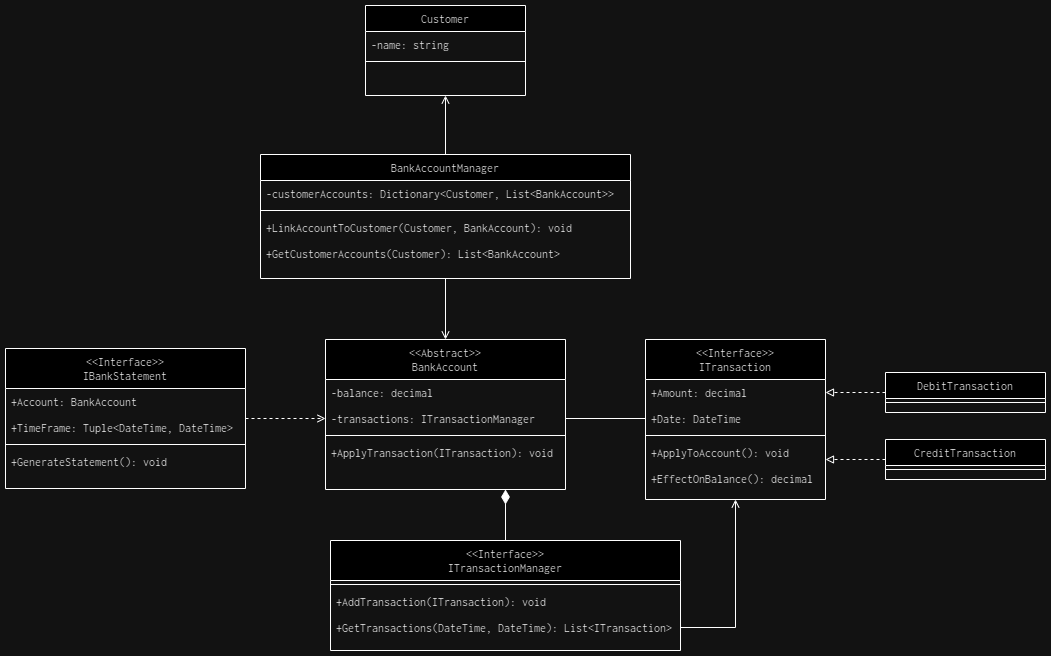 Customer
-name: string
BankAccountManager
-customerAccounts: Dictionary<Customer, List<BankAccount>>
+LinkAccountToCustomer(Customer, BankAccount): void
+GetCustomerAccounts(Customer): List<BankAccount>
<<Interface>>
IBankStatement
+Account: BankAccount
+TimeFrame: Tuple<DateTime, DateTime>
+GenerateStatement(): void
<<Abstract>>
BankAccount
-balance: decimal
-transactions: ITransactionManager
+ApplyTransaction(ITransaction): void
<<Interface>>
ITransaction
+Amount: decimal
+Date: DateTime
+ApplyToAccount(): void
+EffectOnBalance(): decimal
DebitTransaction
CreditTransaction
<<Interface>>
ITransactionManager
+AddTransaction(ITransaction): void
+GetTransactions(DateTime, DateTime): List<ITransaction>